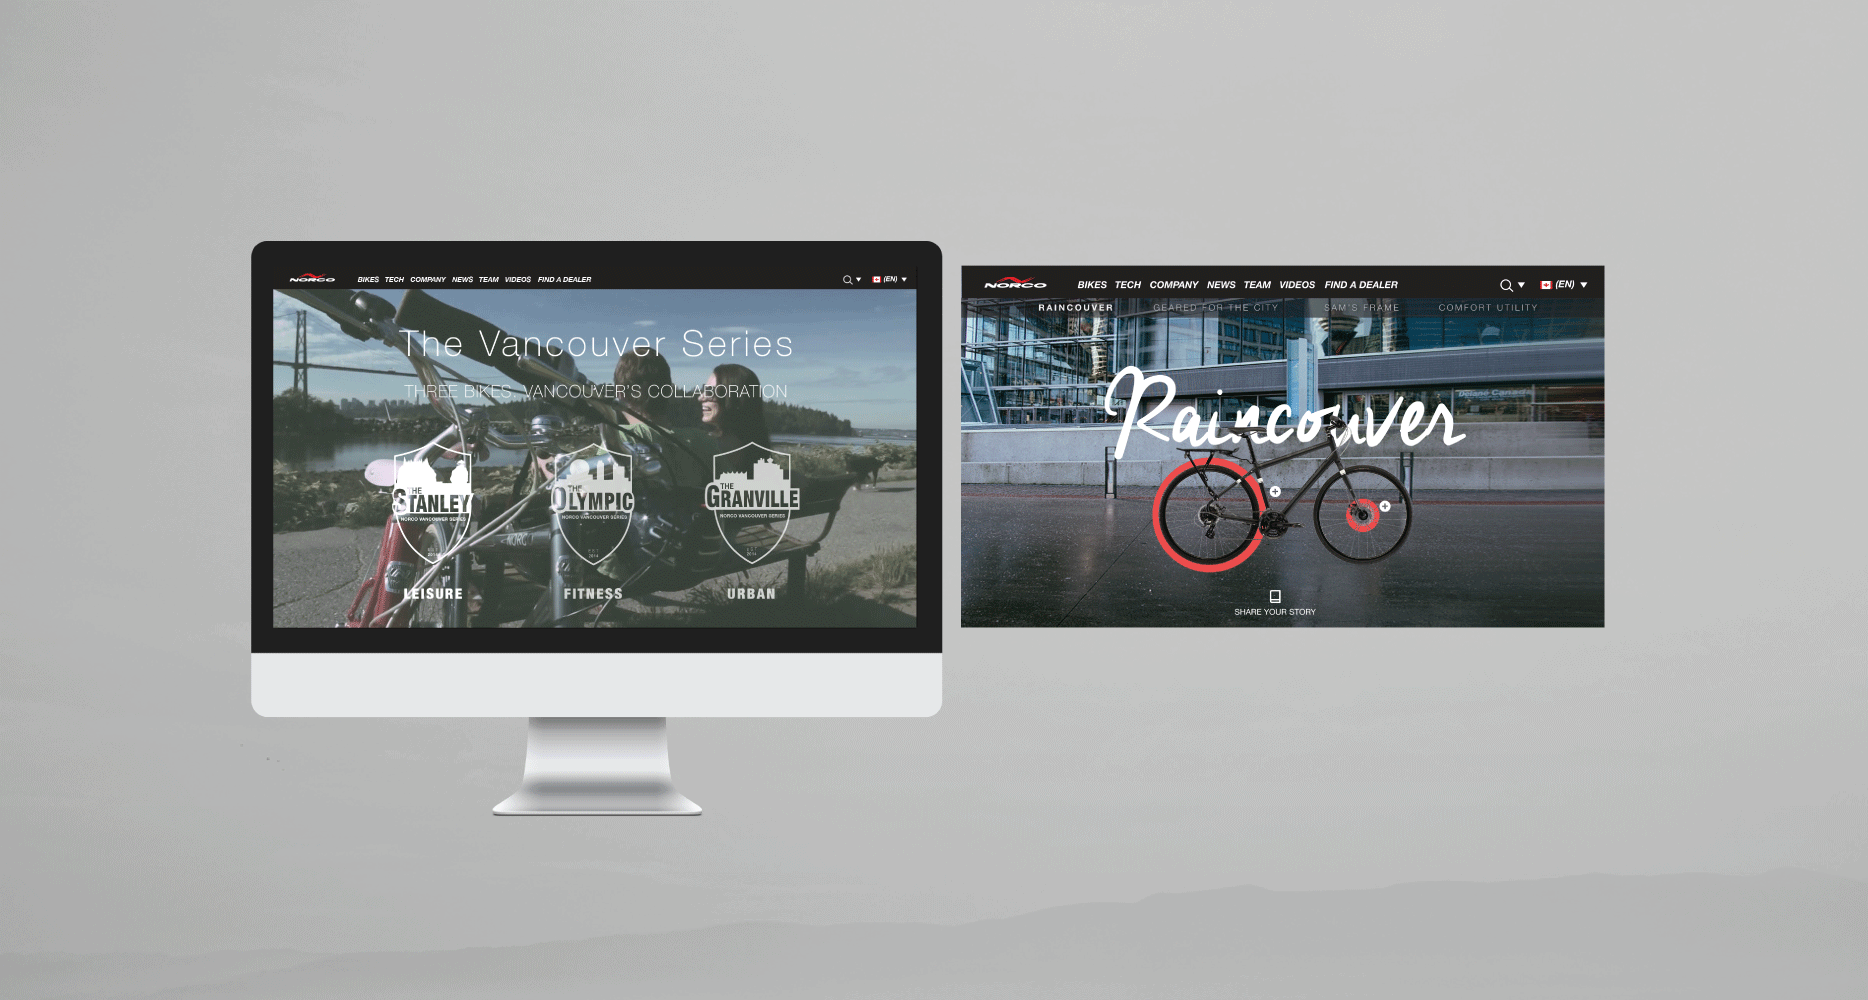 NORCO BIKES TECH COMPANY NEWS TEAM VIDEOS FIND A DEALER (EN)
The Vancouver Series
THREE BIKES. VANCOUVER'S COLLABORATION
THE
STANLEY
NORCO VANCOUVER SERIES
2014
LEISURE
THE
OLYMPIC
NORCO VANCOUVER SERIES
EST
2014
FITNESS
THE
GRANVILLE
NORCO VANCOUVER SERIES
EST
2014
URBAN
NORCO
NORCO BIKES TECH COMPANY NEWS TEAM VIDEOS FIND A DEALER (EN)
RAINCOUVER GEARED FOR THE CITY SAM'S FRAME COMFORT UTILITY
Raincouver
SHARE YOUR STORY